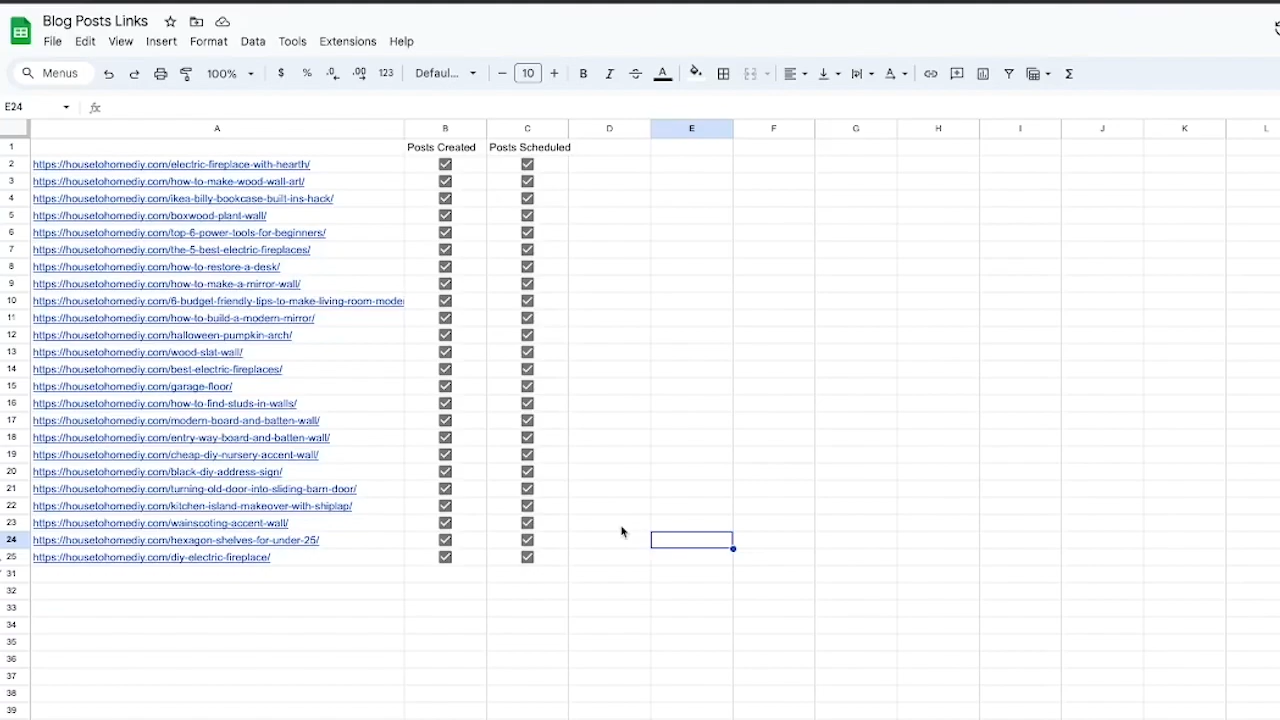 Blog Posts Links
File Edit View Insert Format Data Tools Extensions Help
Menus 100% $ % .0 .00 123 Defaul... 10 B I A
E24 fx
A B C D E F G H I J K L
1 Posts Created Posts Scheduled
2 https://housetohomediy.com/electric-fireplace-with-hearth/
3 https://housetohomediy.com/how-to-make-wood-wall-art/
4 https://housetohomediy.com/ikea-billy-bookcase-built-ins-hack/
5 https://housetohomediy.com/boxwood-plant-wall/
6 https://housetohomediy.com/top-6-power-tools-for-beginners/
7 https://housetohomediy.com/the-5-best-electric-fireplaces/
8 https://housetohomediy.com/how-to-restore-a-desk/
9 https://housetohomediy.com/how-to-make-a-mirror-wall/
10 https://housetohomediy.com/6-budget-friendly-tips-to-make-living-room-moder
11 https://housetohomediy.com/how-to-build-a-modern-mirror/
12 https://housetohomediy.com/halloween-pumpkin-arch/
13 https://housetohomediy.com/wood-slat-wall/
14 https://housetohomediy.com/best-electric-fireplaces/
15 https://housetohomediy.com/garage-floor/
16 https://housetohomediy.com/how-to-find-studs-in-walls/
17 https://housetohomediy.com/modern-board-and-batten-wall/
18 https://housetohomediy.com/entry-way-board-and-batten-wall/
19 https://housetohomediy.com/cheap-diy-nursery-accent-wall/
20 https://housetohomediy.com/black-diy-address-sign/
21 https://housetohomediy.com/turning-old-door-into-sliding-barn-door/
22 https://housetohomediy.com/kitchen-island-makeover-with-shiplap/
23 https://housetohomediy.com/wainscoting-accent-wall/
24 https://housetohomediy.com/hexagon-shelves-for-under-25/
25 https://housetohomediy.com/diy-electric-fireplace/
31
32
33
34
35
36
37
38
39